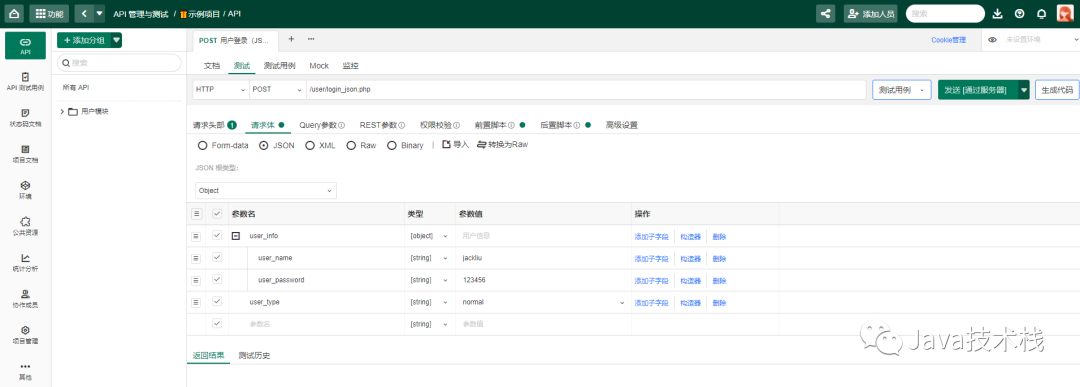 功能 API 管理与测试 / 示例项目 / API 添加人员 搜索
API
API 测试用例
状态码文档
项目文档
环境
公共资源
统计分析
协作成员
项目管理
其他
+ 添加分组
搜索
所有 API
用户模块
POST 用户登录（JS... + ··· Cookie管理 未设置环境
文档 测试 测试用例 Mock 监控
HTTP POST /user/login_json.php 测试用例 发送 [通过服务器] 生成代码
请求头部 1 请求体 Query参数 REST参数 权限校验 前置脚本 后置脚本 高级设置
Form-data JSON XML Raw Binary | 导入 转换为Raw
JSON 根类型:
Object
参数名 类型 参数值 操作
user_info [object] 用户信息 添加子字段 构造器 删除
user_name [string] jackliu 添加子字段 构造器 删除
user_password [string] 123456 添加子字段 构造器 删除
user_type [string] normal 添加子字段 构造器 删除
参数名 [string] 参数值
返回结果 测试历史
Java技术栈